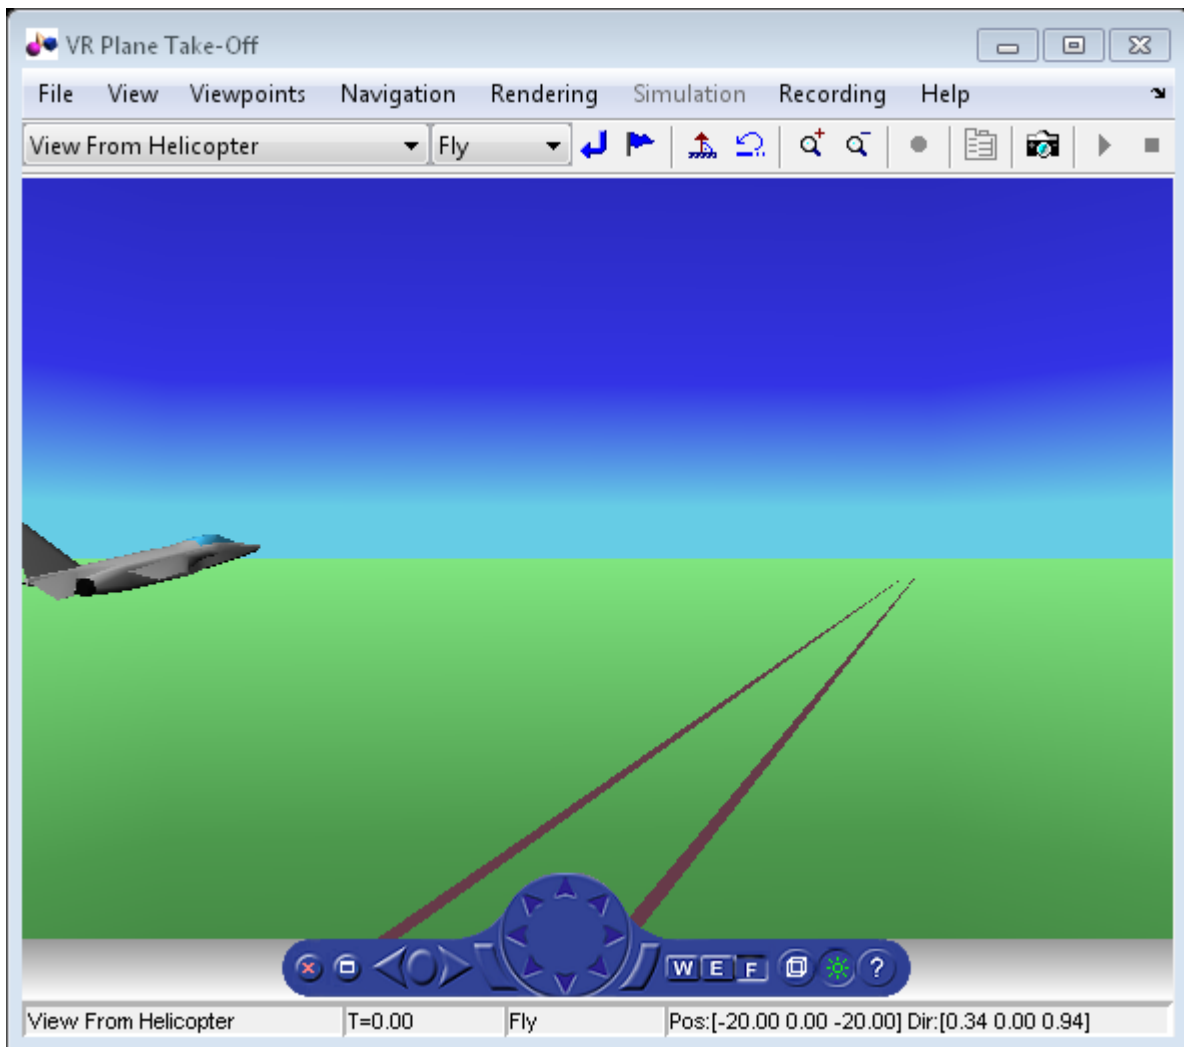 VR Plane Take-Off
File View Viewpoints Navigation Rendering Simulation Recording Help
View From Helicopter Fly
W E F ?
View From Helicopter T=0.00 Fly Pos:[-20.00 0.00 -20.00] Dir:[0.34 0.00 0.94]